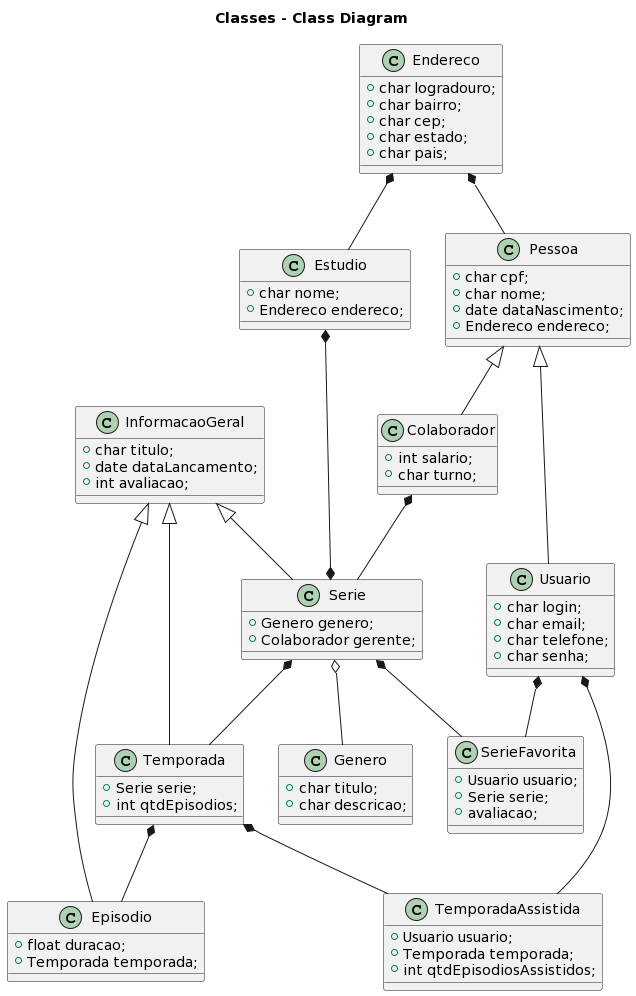 Classes - Class Diagram
C Endereco
char logradouro;
char bairro;
char cep;
char estado;
char pais;
C Estudio
char nome;
Endereco endereco;
C Pessoa
char cpf;
char nome;
date dataNascimento;
Endereco endereco;
C InformacaoGeral
char titulo;
date dataLancamento;
int avaliacao;
C Colaborador
int salario;
char turno;
C Serie
Genero genero;
Colaborador gerente;
C Usuario
char login;
char email;
char telefone;
char senha;
C Temporada
Serie serie;
int qtdEpisodios;
C Genero
char titulo;
char descricao;
C SerieFavorita
Usuario usuario;
Serie serie;
avaliacao;
C Episodio
float duracao;
Temporada temporada;
C TemporadaAssistida
Usuario usuario;
Temporada temporada;
int qtdEpisodiosAssistidos;